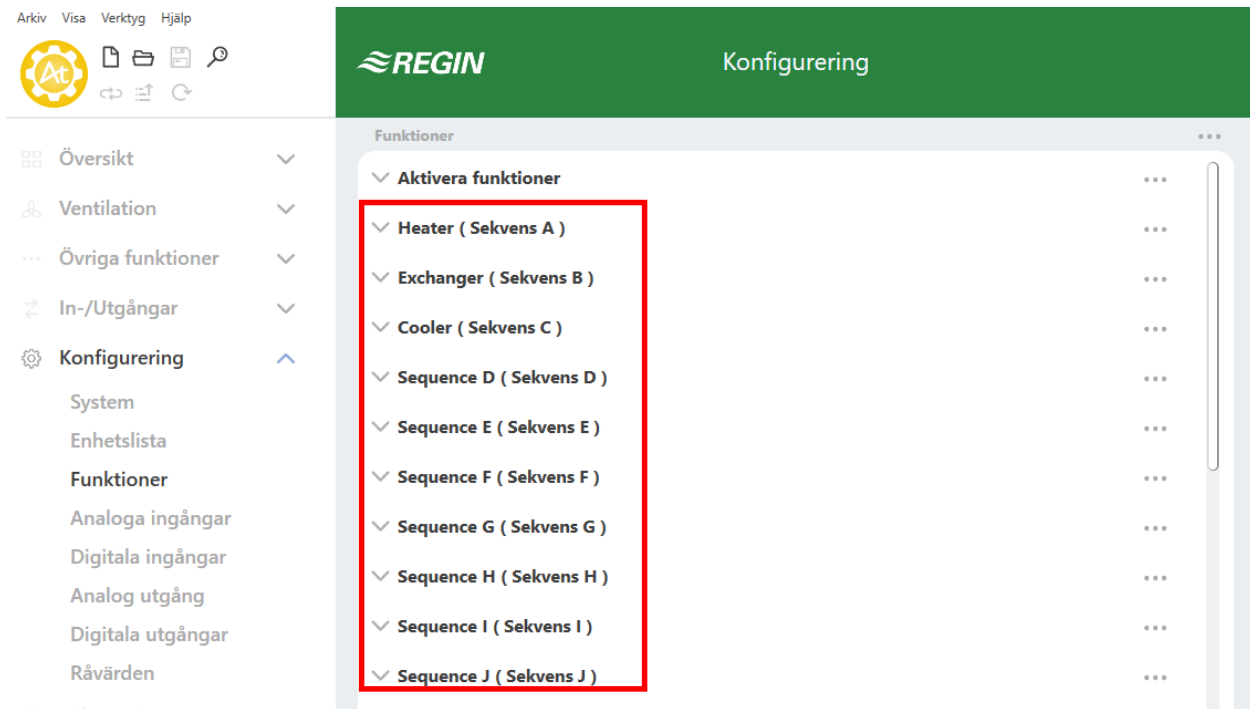 Arkiv Visa Verktyg Hjälp
At
REGIN
Konfigurering
Översikt
Ventilation
Övriga funktioner
In-/Utgångar
Konfigurering
System
Enhetslista
Funktioner
Analoga ingångar
Digitala ingångar
Analog utgång
Digitala utgångar
Råvärden
Funktioner
Aktivera funktioner
Heater ( Sekvens A )
Exchanger ( Sekvens B )
Cooler ( Sekvens C )
Sequence D ( Sekvens D )
Sequence E ( Sekvens E )
Sequence F ( Sekvens F )
Sequence G ( Sekvens G )
Sequence H ( Sekvens H )
Sequence I ( Sekvens I )
Sequence J ( Sekvens J )